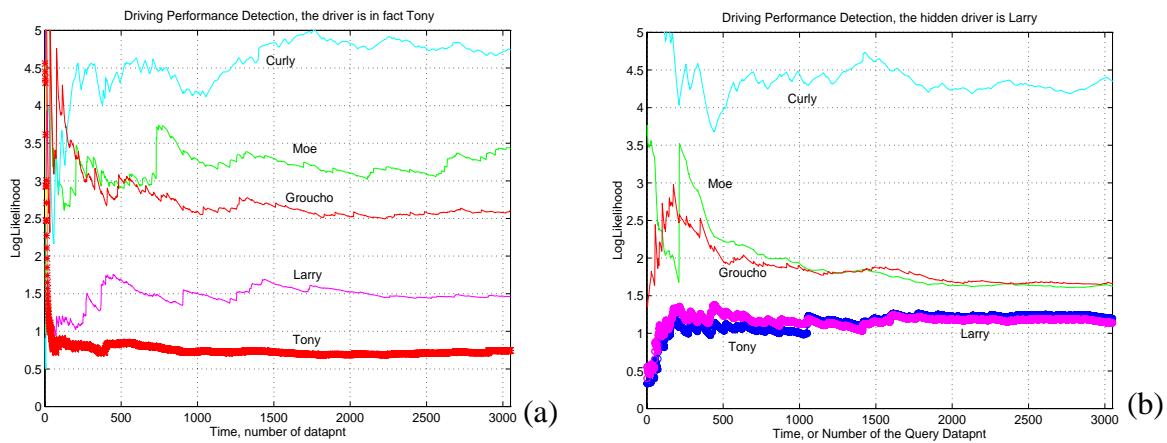 Driving Performance Detection, the driver is in fact Tony
LogLikelihood
5
4.5
4
3.5
3
2.5
2
1.5
1
0.5
0
Curly
Moe
Groucho
Larry
Tony
0 500 1000 1500 2000 2500 3000
Time, number of datapnt
(a)
Driving Performance Detection, the hidden driver is Larry
LogLikelihood
5
4.5
4
3.5
3
2.5
2
1.5
1
0.5
0
Curly
Moe
Groucho
Tony
Larry
0 500 1000 1500 2000 2500 3000
Time, or Number of the Query Datapnt
(b)